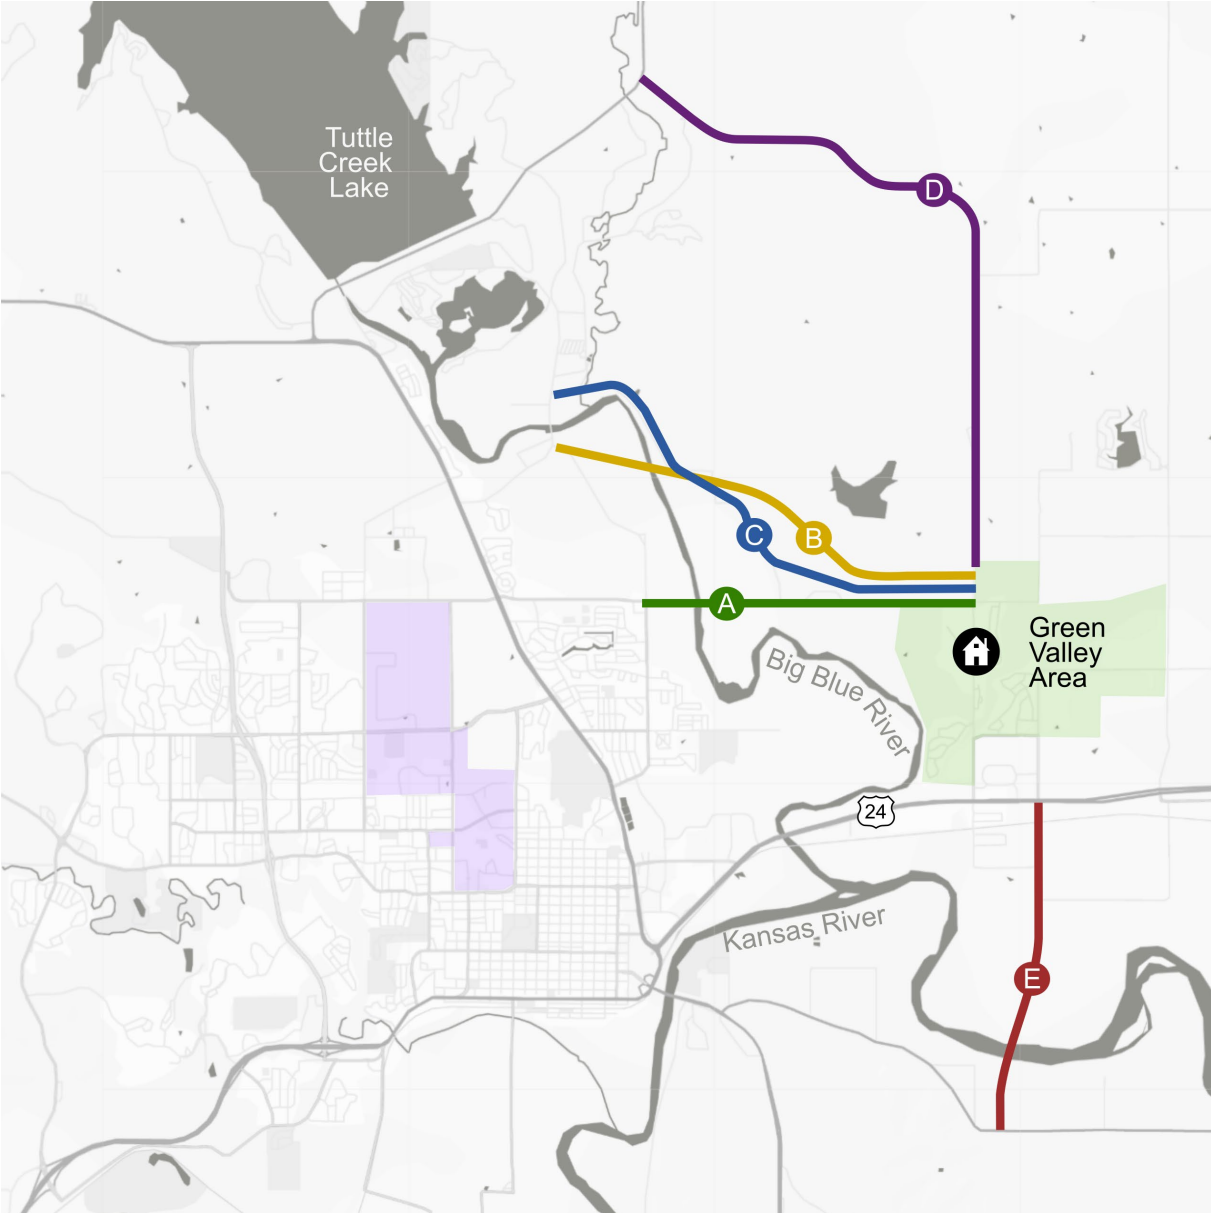 Tuttle
Creek
Lake
D
C
B
A
Green
Valley
Area
Big Blue River
24
Kansas River
E